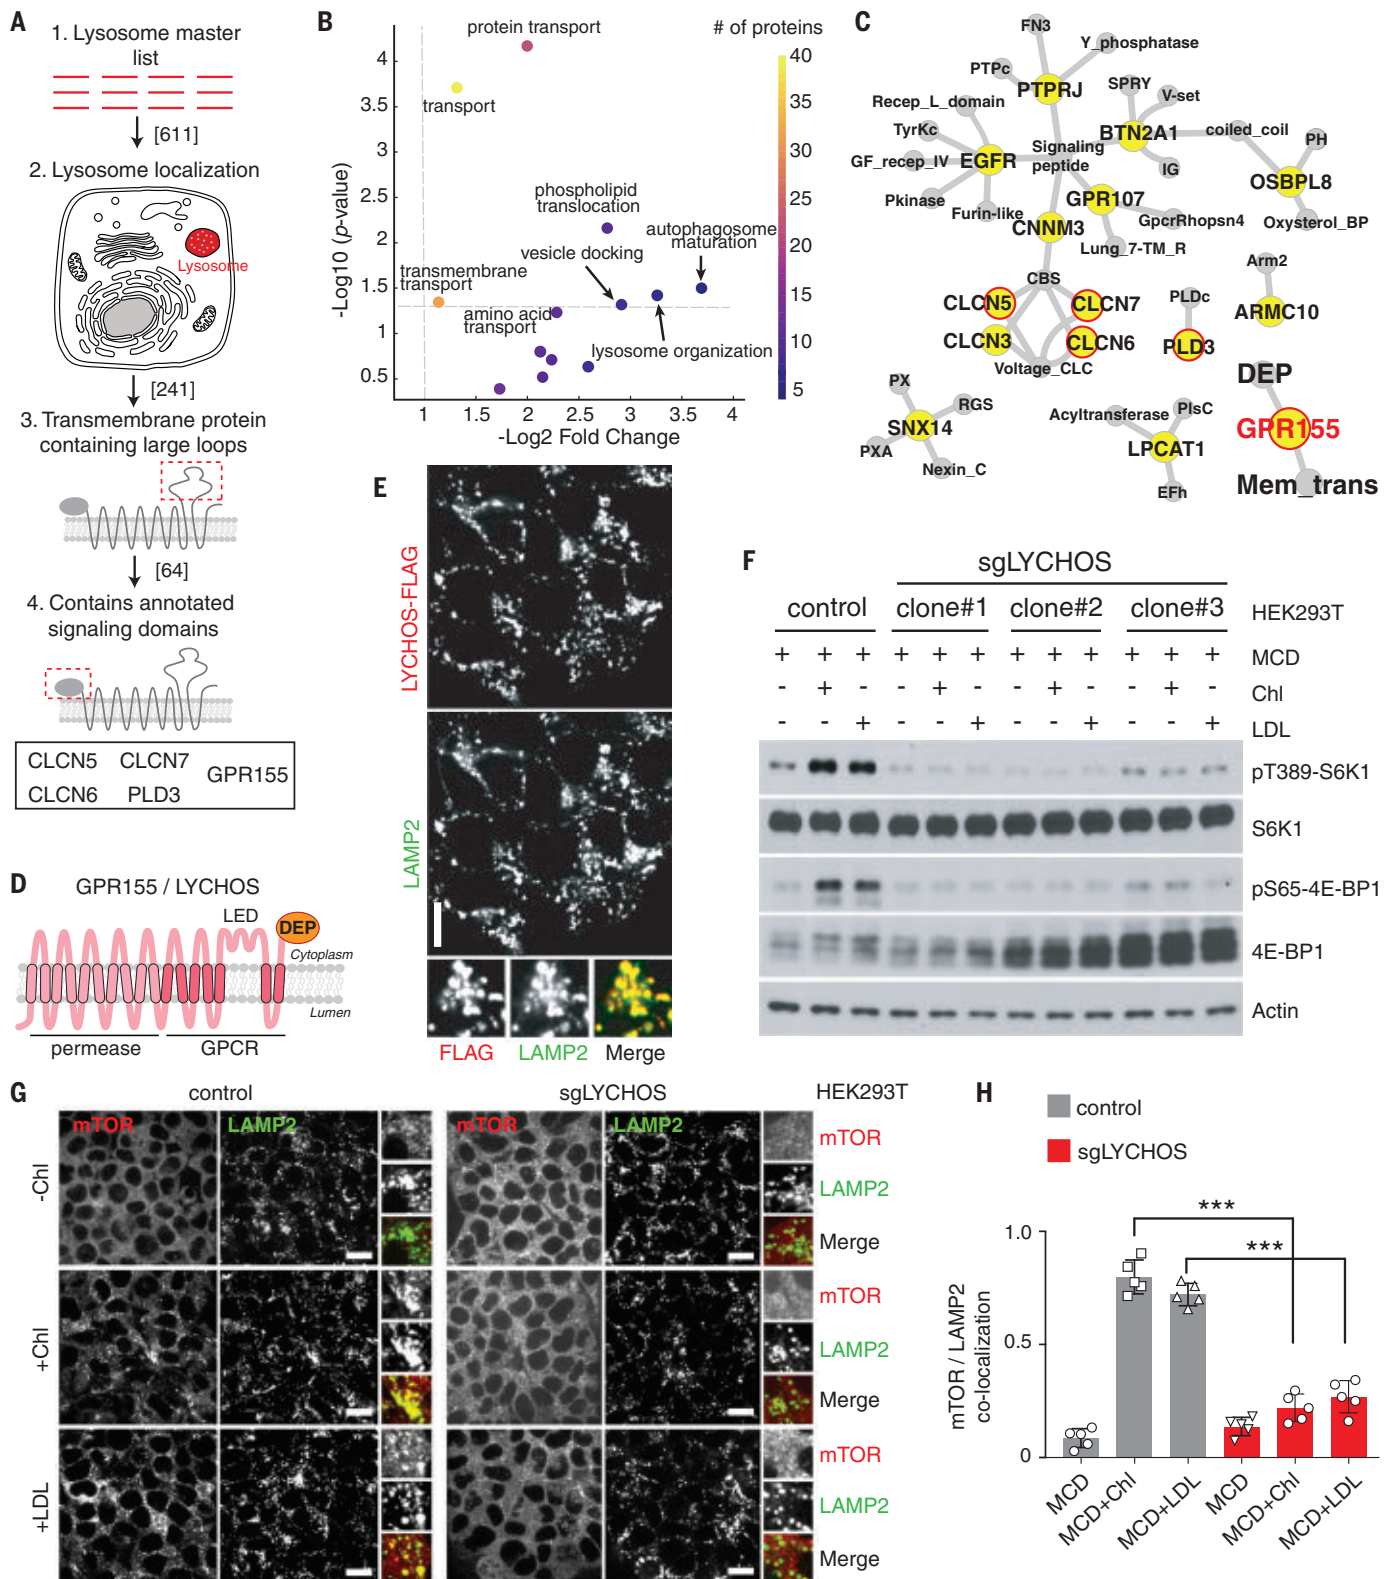 A
1. Lysosome master
list
[611]
2. Lysosome localization
Lysosome
[241]
3. Transmembrane protein
containing large loops
[64]
4. Contains annotated
signaling domains
CLCN5 CLCN7 GPR155
CLCN6 PLD3
B
# of proteins
-Log10 (p-value)
4
3.5
3
2.5
2
1.5
1
0.5
1 1.5 2 2.5 3 3.5 4
-Log2 Fold Change
protein transport
transport
phospholipid
translocation
autophagosome
maturation
vesicle docking
transmembrane
transport
amino acid
transport
lysosome organization
40
35
30
25
20
15
10
5
C
FN3
Y_phosphatase
PTPc
PTPRJ
SPRY
V-set
Recep_L_domain
TyrKc
BTN2A1
coiled_coil
PH
GF_recep_IV
EGFR
Signaling
peptide
IG
OSBPL8
Pkinase
Furin-like
GPR107
GpcrRhopsn4
Oxysterol_BP
CNNM3
Lung_7-TM_R
CBS
Arm2
CLCN5
CLCN7
PLDc
ARMC10
CLCN3
CLCN6
PLD3
Voltage_CLC
DEP
PX
RGS
Acyltransferase
PlsC
GPR155
SNX14
PXA
Nexin_C
LPCAT1
EFh
Mem_trans
D
GPR155 / LYCHOS
LED
DEP
Cytoplasm
Lumen
permease
GPCR
E
LYCHOS-FLAG
LAMP2
FLAG LAMP2 Merge
F
sgLYCHOS
control clone#1 clone#2 clone#3 HEK293T
+ + + + + + + + + + + + MCD
- + - - + - - + - - + - Chl
- - + - - + - - + - - + LDL
pT389-S6K1
S6K1
pS65-4E-BP1
4E-BP1
Actin
G
control sgLYCHOS HEK293T
mTOR LAMP2 mTOR LAMP2
-Chl
mTOR
LAMP2
Merge
+Chl
mTOR
LAMP2
Merge
+LDL
mTOR
LAMP2
Merge
H
control
sgLYCHOS
***
***
mTOR / LAMP2
co-localization
1.0
0.5
0
MCD
MCD+Chl
MCD+LDL
MCD
MCD+Chl
MCD+LDL